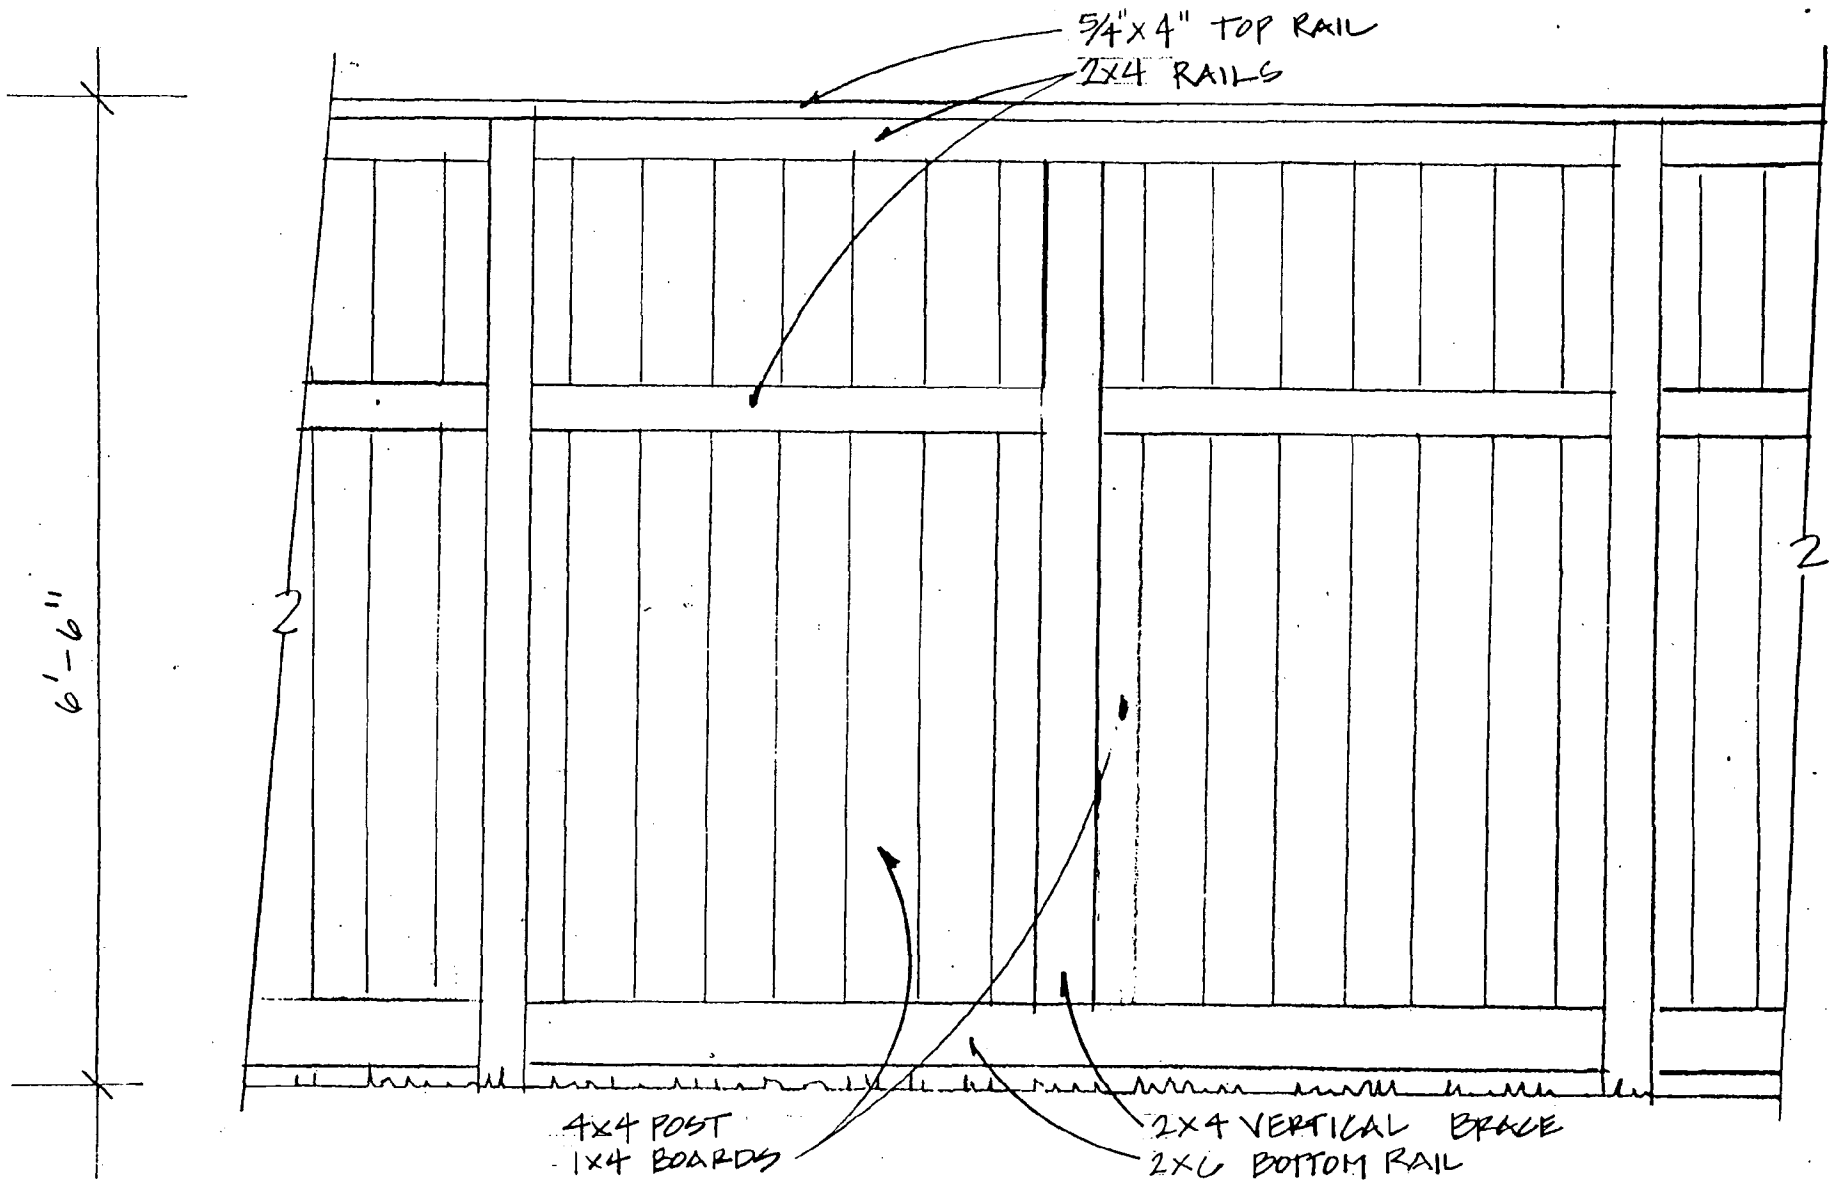 5/4"x4" TOP RAIL
2x4 RAILS
6'-6"
2
2
4x4 POST
1x4 BOARDS
2x4 VERTICAL BRACE
2x6 BOTTOM RAIL